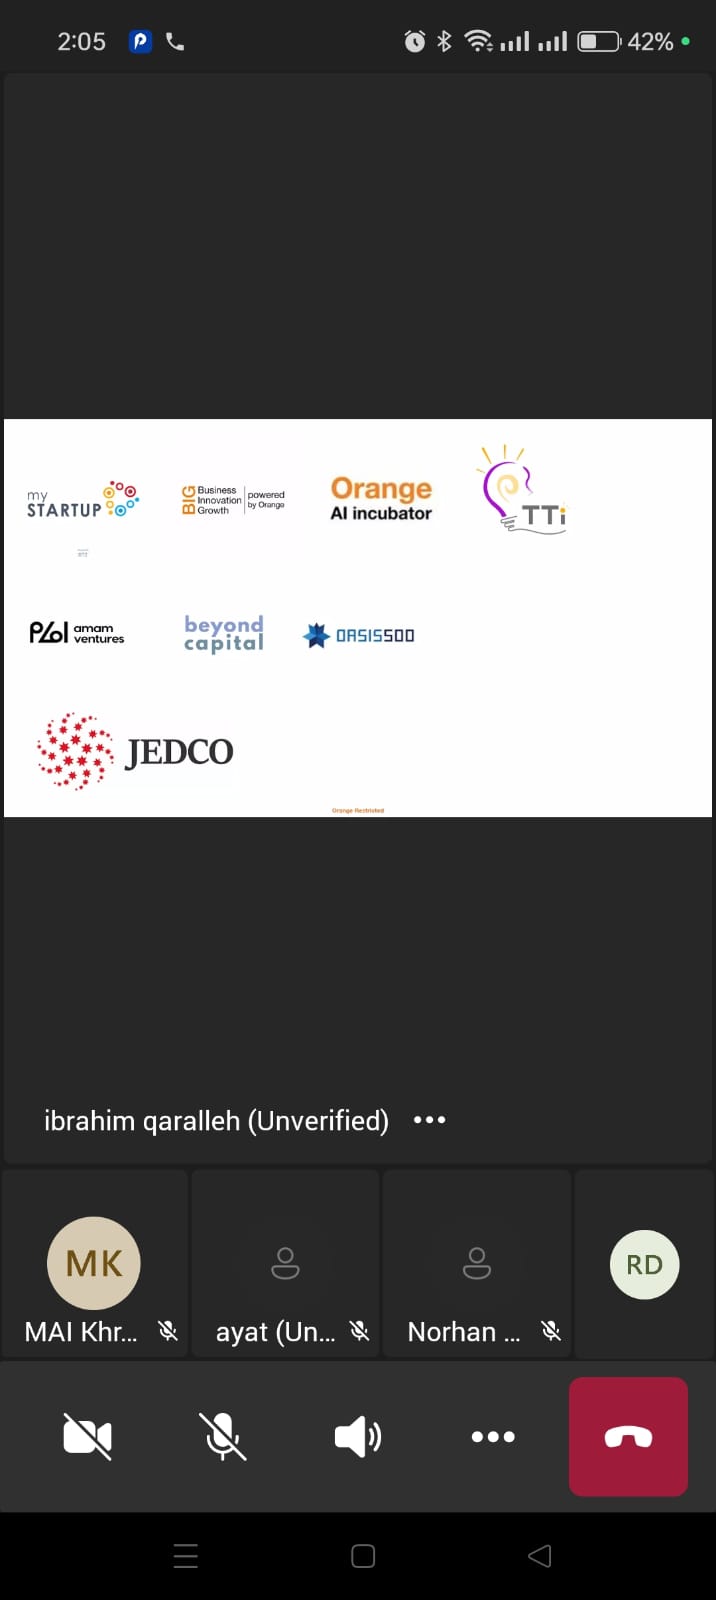 2:05
42%
my
STARTUP
BIG
Business
Innovation
Growth
powered
by Orange
Orange
AI incubator
TTi
amam
ventures
beyond
capital
OASIS500
JEDCO
Orange Restricted
ibrahim qaralleh (Unverified)
MK
RD
MAI Khr...
ayat (Un...
Norhan ...